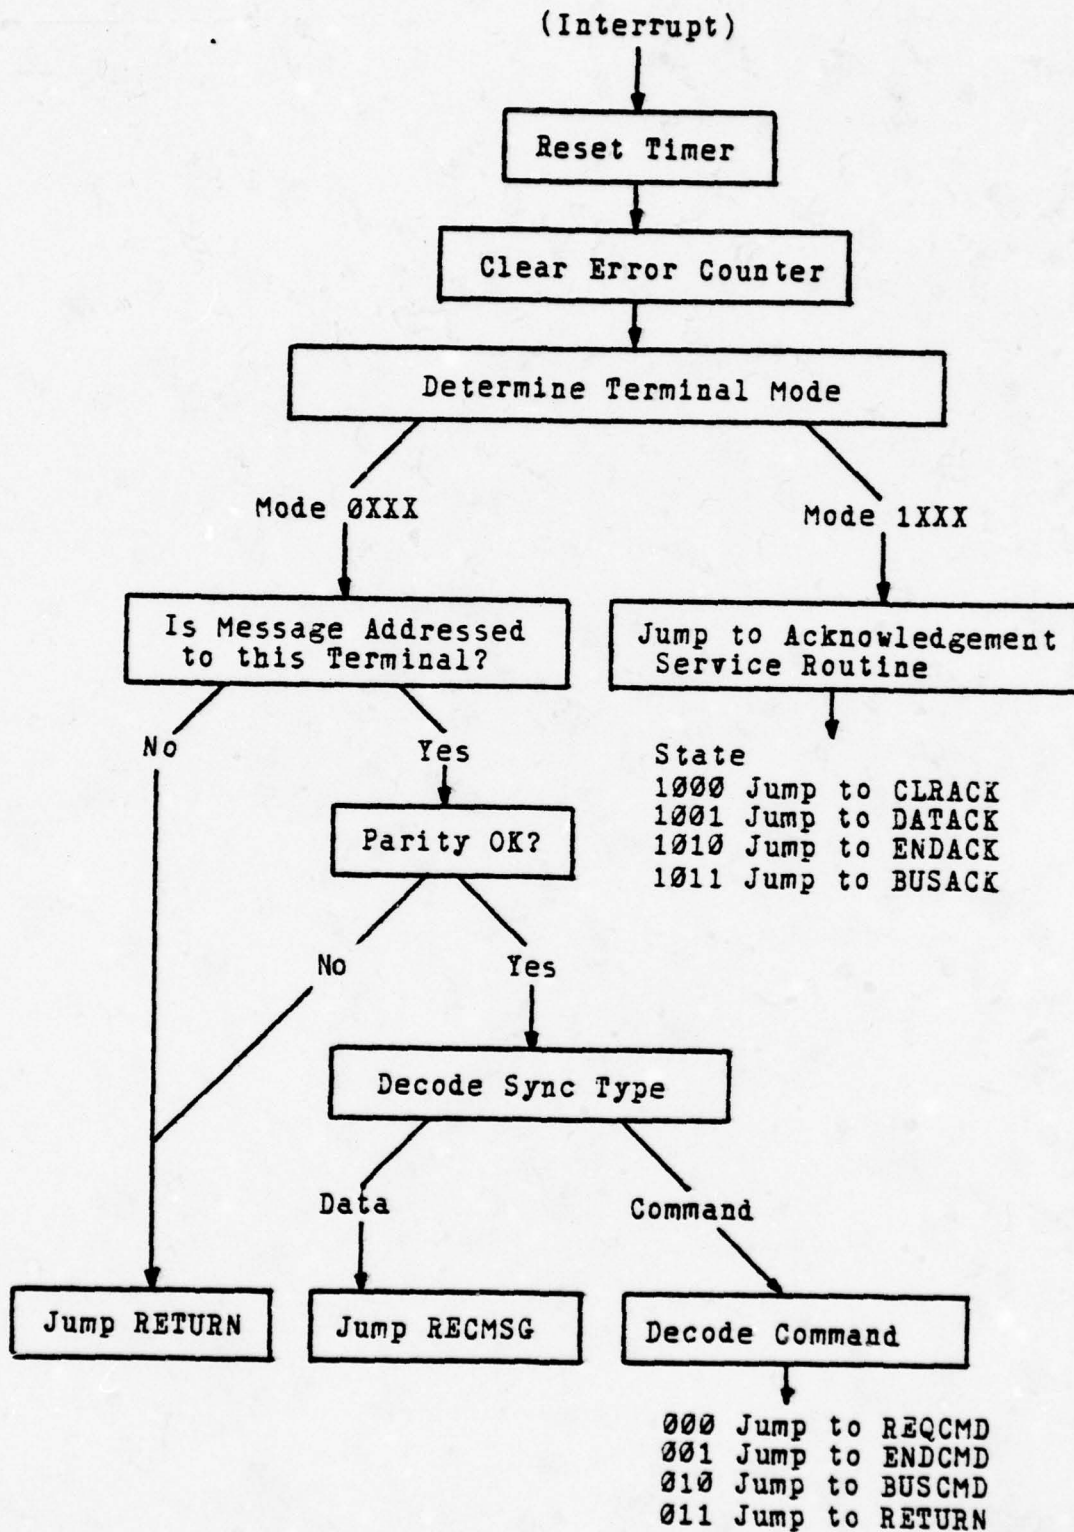 (Interrupt)
Reset Timer
Clear Error Counter
Determine Terminal Mode
Mode ØXXX
Mode 1XXX
Is Message Addressed
to this Terminal?
Jump to Acknowledgement
Service Routine
No
Yes
State
1ØØØ Jump to CLRACK
1ØØ1 Jump to DATACK
1Ø1Ø Jump to ENDACK
1Ø11 Jump to BUSACK
Parity OK?
No
Yes
Decode Sync Type
Data
Command
Jump RETURN
Jump RECMSG
Decode Command
ØØØ Jump to REQCMD
ØØ1 Jump to ENDCMD
Ø1Ø Jump to BUSCMD
Ø11 Jump to RETURN